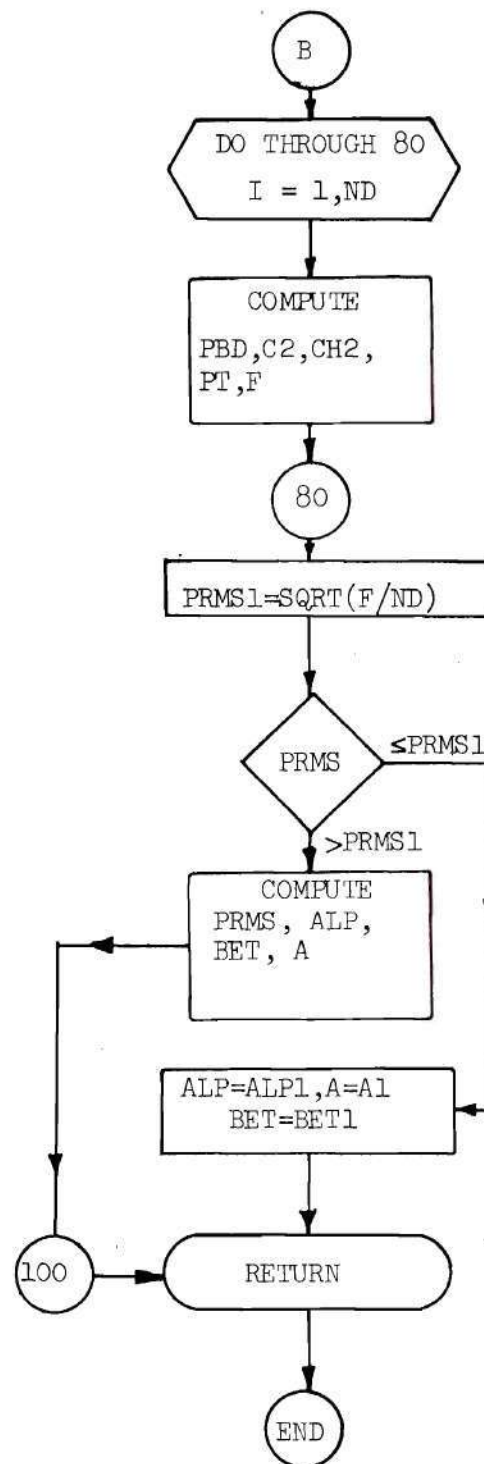 B
DO THROUGH 80
I = 1,ND
COMPUTE
PBD,C2,CH2,
PT,F
80
PRMS1=SQRT(F/ND)
PRMS
≤PRMS1
>PRMS1
COMPUTE
PRMS, ALP,
BET, A
ALP=ALP1,A=A1
BET=BET1
100
RETURN
END